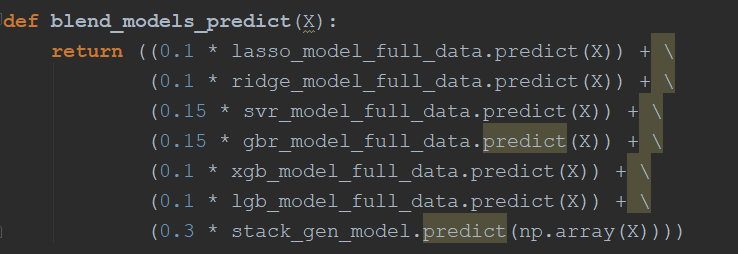 def blend_models_predict(X):
    return ((0.1 * lasso_model_full_data.predict(X)) + \
            (0.1 * ridge_model_full_data.predict(X)) + \
            (0.15 * svr_model_full_data.predict(X)) + \
            (0.15 * gbr_model_full_data.predict(X)) + \
            (0.1 * xgb_model_full_data.predict(X)) + \
            (0.1 * lgb_model_full_data.predict(X)) + \
            (0.3 * stack_gen_model.predict(np.array(X))))